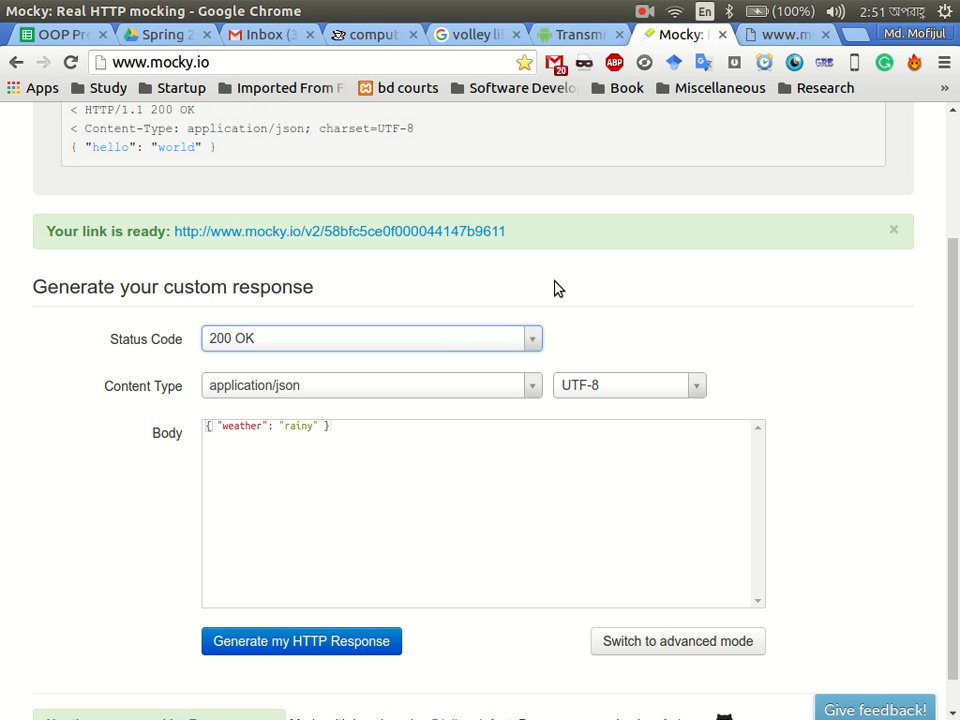 Mocky: Real HTTP mocking - Google Chrome
En
(100%)
2:51 অপরাহ্ণ
OOP Pr
Spring 2
Inbox (3
comput
volley li
Transmi
Mocky:
www.m
Md. Mofijul
www.mocky.io
20
ABP
GRE
Apps
Study
Startup
Imported From F
bd courts
Software Develo
Book
Miscellaneous
Research
»
< HTTP/1.1 200 OK
< Content-Type: application/json; charset=UTF-8
{ "hello": "world" }
Your link is ready: http://www.mocky.io/v2/58bfc5ce0f000044147b9611
×
Generate your custom response
Status Code
200 OK
Content Type
application/json
UTF-8
Body
{ "weather": "rainy" }
Generate my HTTP Response
Switch to advanced mode
Give feedback!